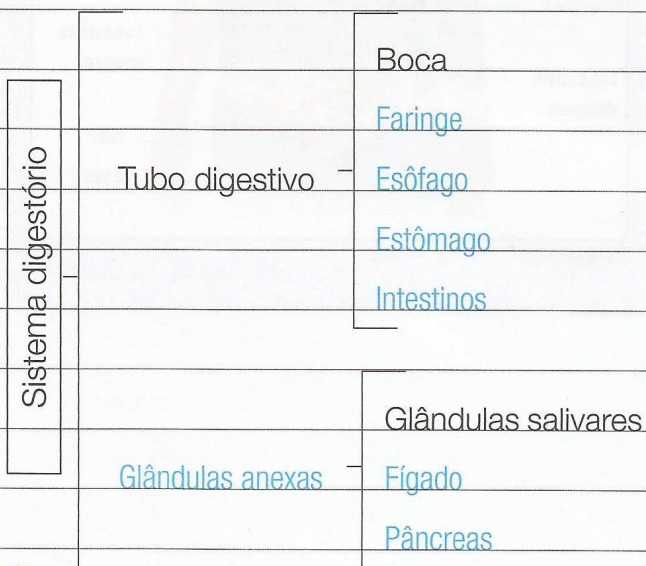 Sistema digestório
Tubo digestivo
Boca
Faringe
Esôfago
Estômago
Intestinos
Glândulas anexas
Glândulas salivares
Fígado
Pâncreas